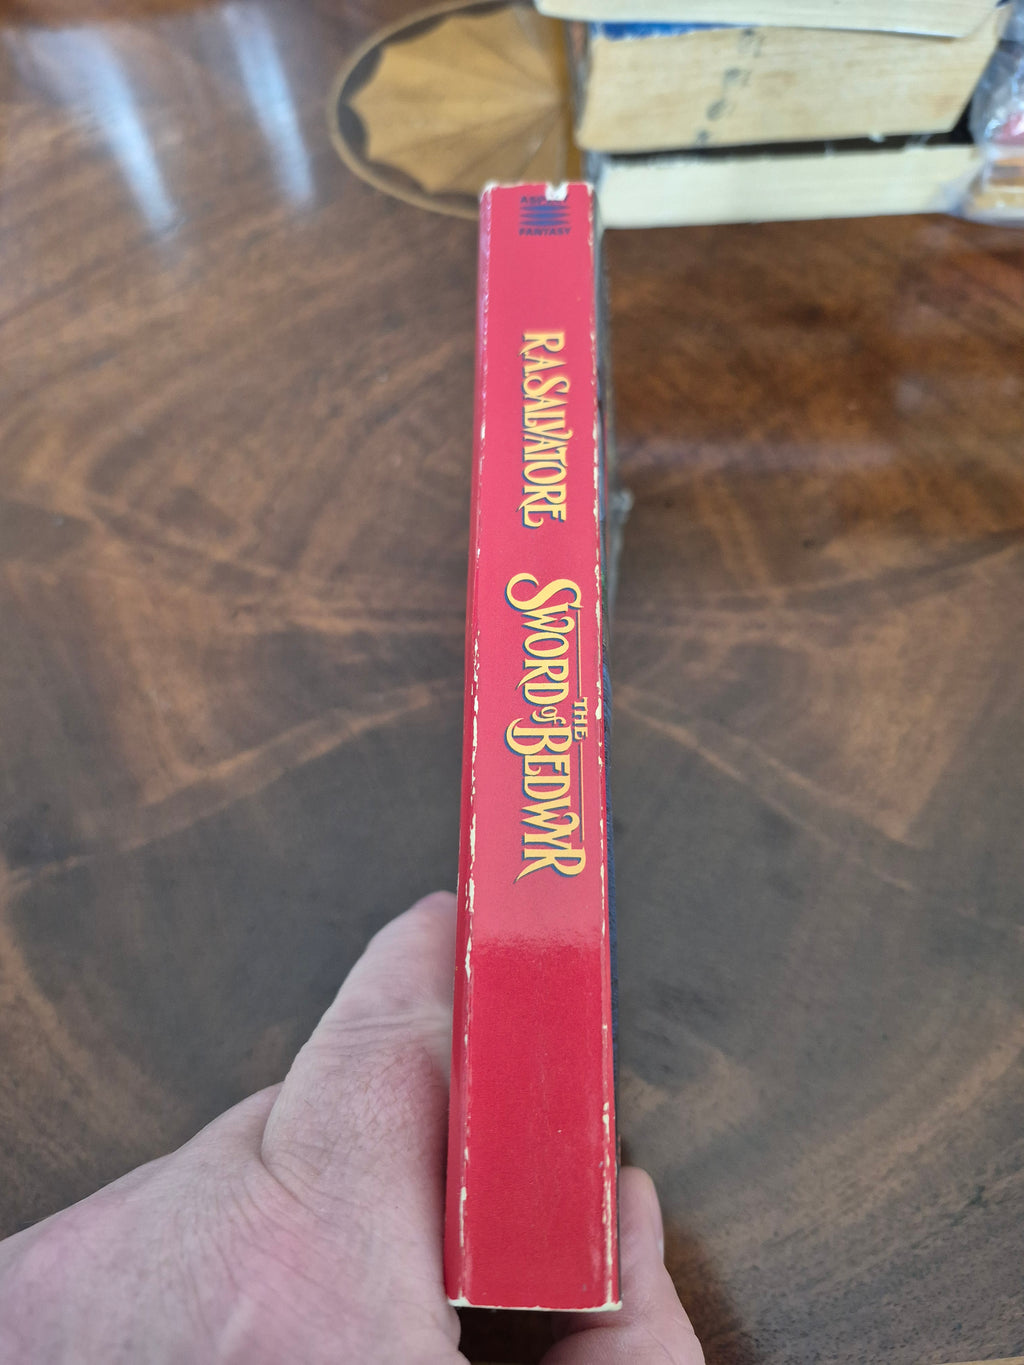 FANTASY
R.A. SALVATORE
THE
SWORD of BEDWYR